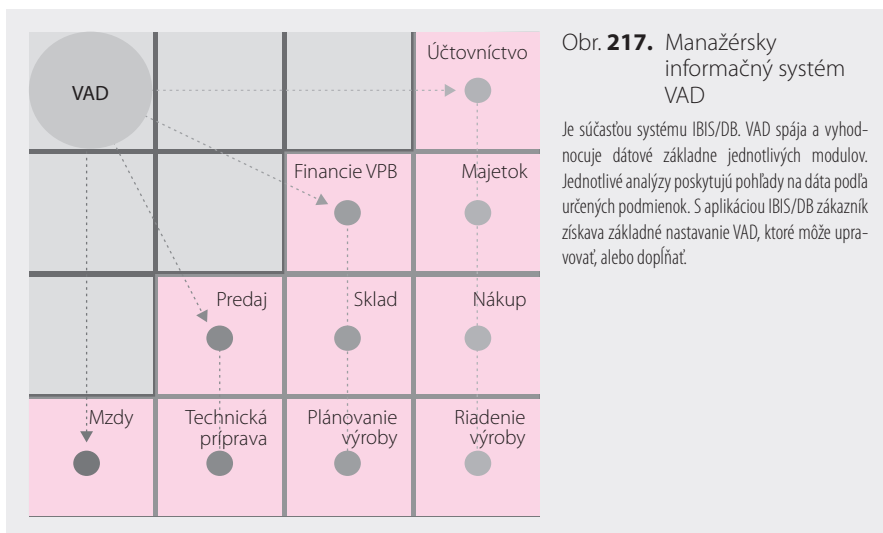 VAD
Účtovníctvo
Financie VPB
Majetok
Predaj
Sklad
Nákup
Mzdy
Technická
príprava
Plánovanie
výroby
Riadenie
výroby
Obr. 217. Manažérsky
informačný systém
VAD
Je súčasťou systému IBIS/DB. VAD spája a vyhod-
nocuje dátové základne jednotlivých modulov.
Jednotlivé analýzy poskytujú pohľady na dáta podľa
určených podmienok. S aplikáciou IBIS/DB zákazník
získava základné nastavanie VAD, ktoré môže upra-
vovať, alebo dopĺňať.